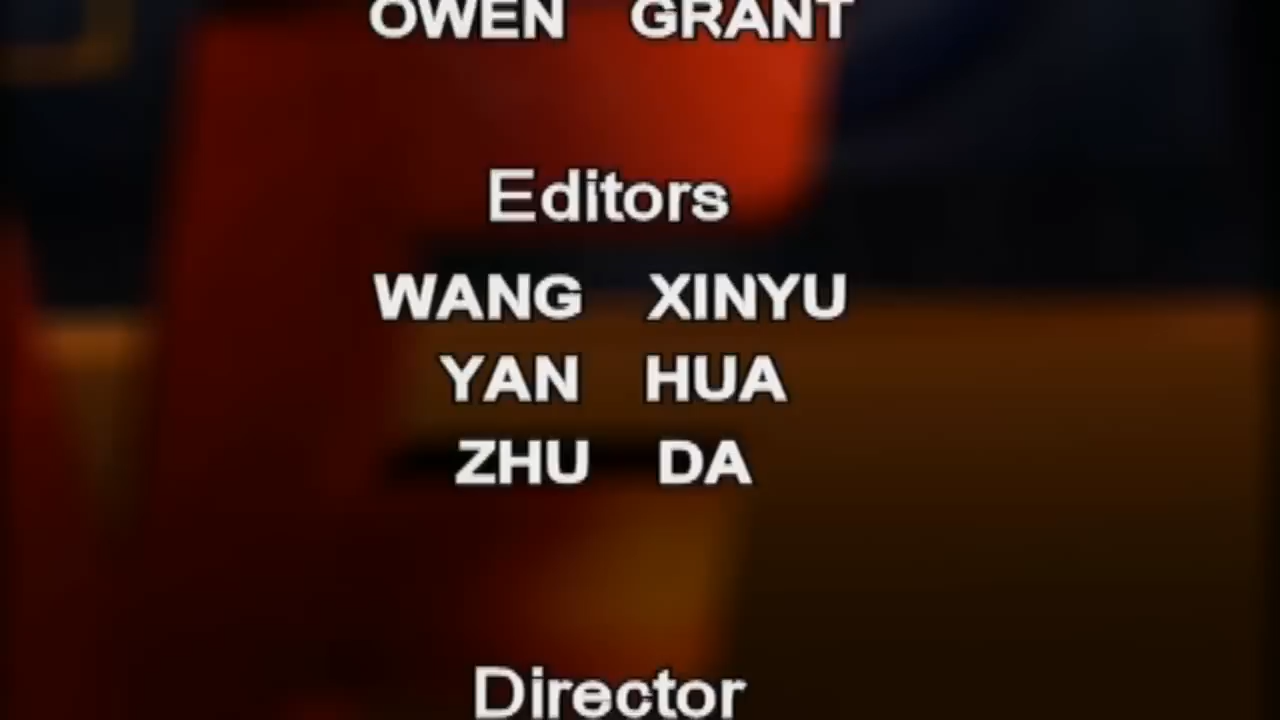 OWEN GRANT
Editors
WANG XINYU
YAN HUA
ZHU DA
Director